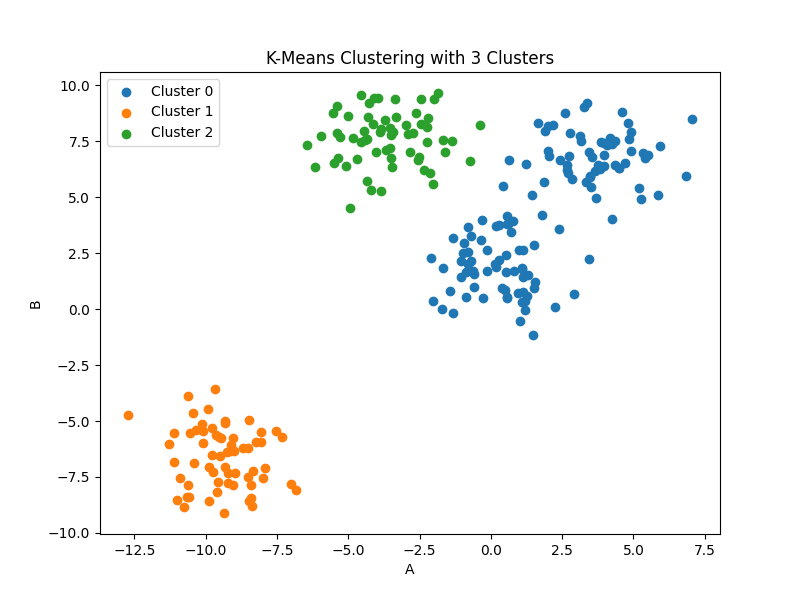 K-Means Clustering with 3 Clusters
Cluster 0
Cluster 1
Cluster 2
10.0
7.5
5.0
2.5
0.0
−2.5
−5.0
−7.5
−10.0
B
−12.5 −10.0 −7.5 −5.0 −2.5 0.0 2.5 5.0 7.5
A